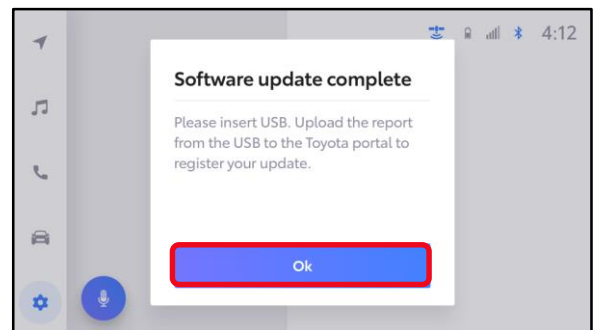 4:12
Software update complete
Please insert USB. Upload the report
from the USB to the Toyota portal to
register your update.
Ok